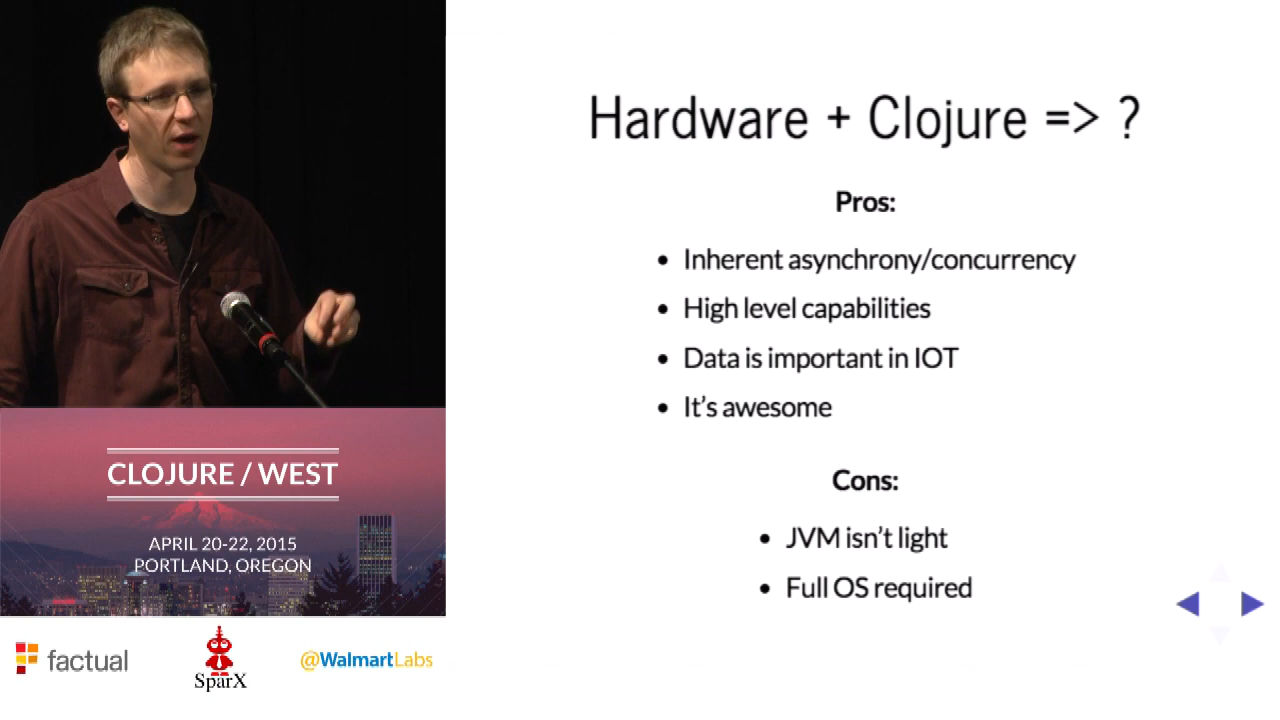 Hardware + Clojure => ?
Pros:
• Inherent asynchrony/concurrency
• High level capabilities
• Data is important in IOT
• It's awesome
Cons:
• JVM isn't light
• Full OS required
CLOJURE / WEST
APRIL 20-22, 2015
PORTLAND, OREGON
factual
SparX
@WalmartLabs